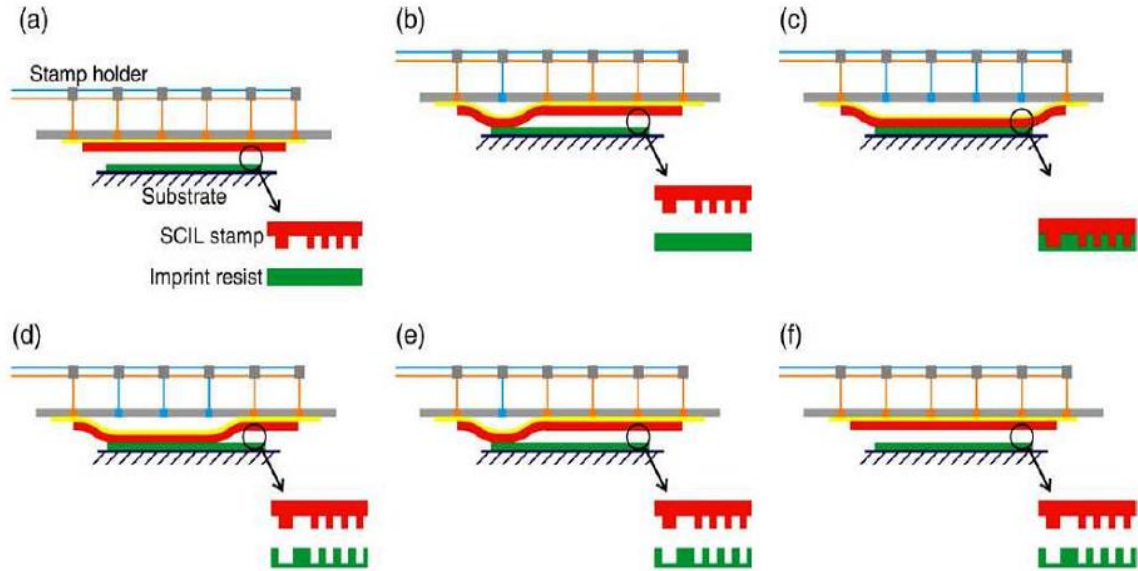 (a)
(b)
(c)
Stamp holder
Substrate
SCIL stamp
Imprint resist
(d)
(e)
(f)